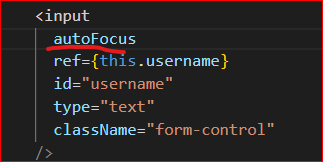 <input
autoFocus
ref={this.username}
id="username"
type="text"
className="form-control"
/>